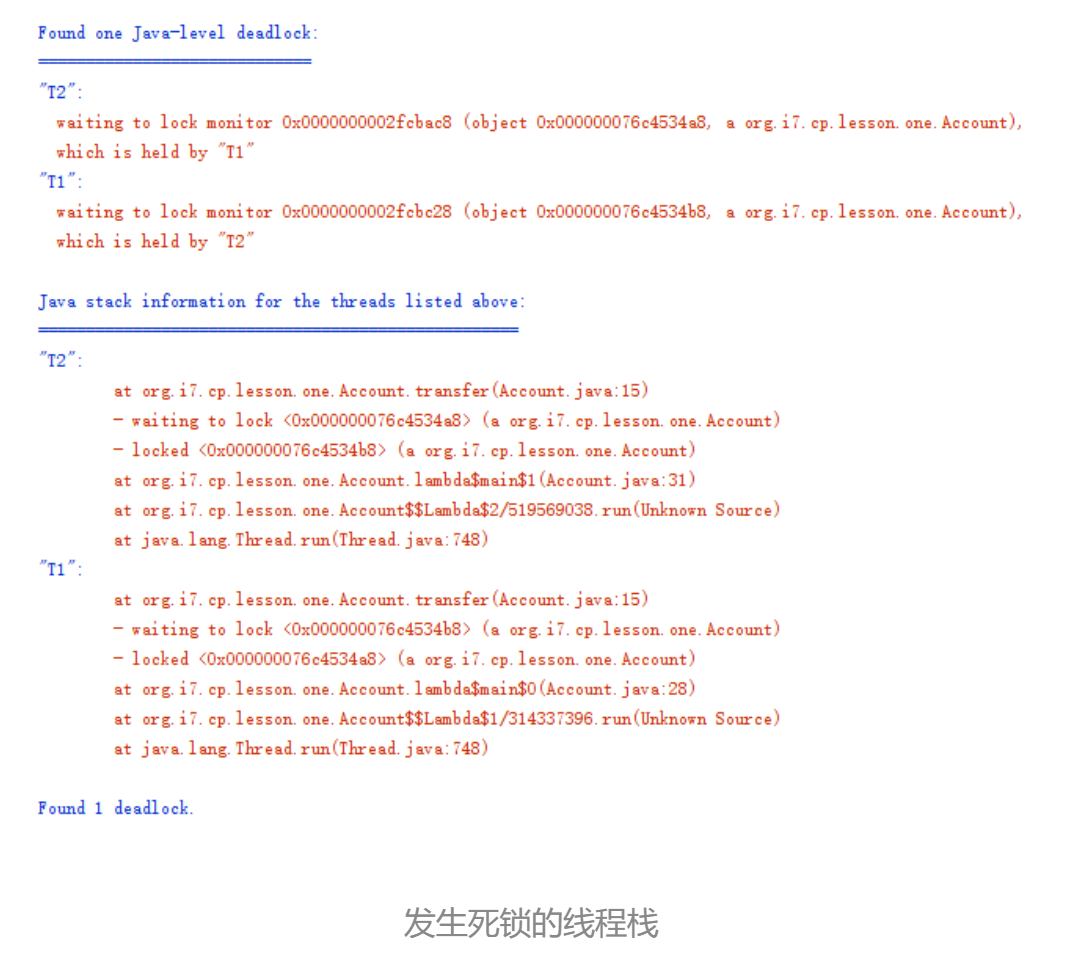 Found one Java-level deadlock:
=============================
"T2":
  waiting to lock monitor 0x0000000002fcbac8 (object 0x000000076c4534a8, a org.i7.cp.lesson.one.Account),
  which is held by "T1"
"T1":
  waiting to lock monitor 0x0000000002fcbc28 (object 0x000000076c4534b8, a org.i7.cp.lesson.one.Account),
  which is held by "T2"

Java stack information for the threads listed above:
===================================================
"T2":
        at org.i7.cp.lesson.one.Account.transfer(Account.java:15)
        - waiting to lock <0x000000076c4534a8> (a org.i7.cp.lesson.one.Account)
        - locked <0x000000076c4534b8> (a org.i7.cp.lesson.one.Account)
        at org.i7.cp.lesson.one.Account.lambda$main$1(Account.java:31)
        at org.i7.cp.lesson.one.Account$$Lambda$2/519569038.run(Unknown Source)
        at java.lang.Thread.run(Thread.java:748)
"T1":
        at org.i7.cp.lesson.one.Account.transfer(Account.java:15)
        - waiting to lock <0x000000076c4534b8> (a org.i7.cp.lesson.one.Account)
        - locked <0x000000076c4534a8> (a org.i7.cp.lesson.one.Account)
        at org.i7.cp.lesson.one.Account.lambda$main$0(Account.java:28)
        at org.i7.cp.lesson.one.Account$$Lambda$1/314337396.run(Unknown Source)
        at java.lang.Thread.run(Thread.java:748)

Found 1 deadlock.

发生死锁的线程栈